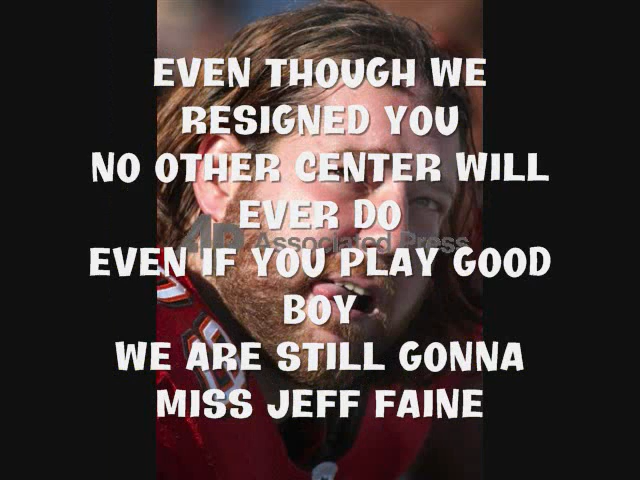 EVEN THOUGH WE
RESIGNED YOU
NO OTHER CENTER WILL
EVER DO
AP Associated Press
EVEN IF YOU PLAY GOOD
BOY
WE ARE STILL GONNA
MISS JEFF FAINE